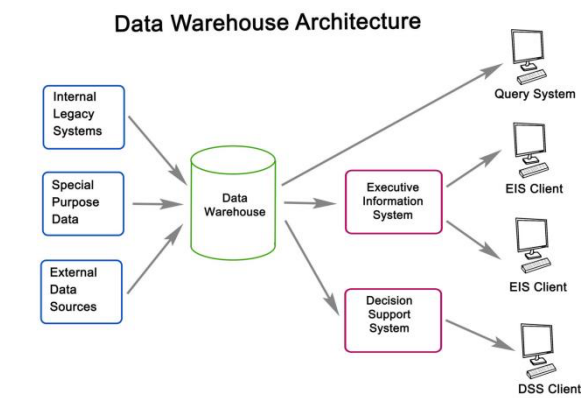 Data Warehouse Architecture
Internal
Legacy
Systems
Special
Purpose
Data
External
Data
Sources
Data
Warehouse
Executive
Information
System
Decision
Support
System
Query System
EIS Client
EIS Client
DSS Client